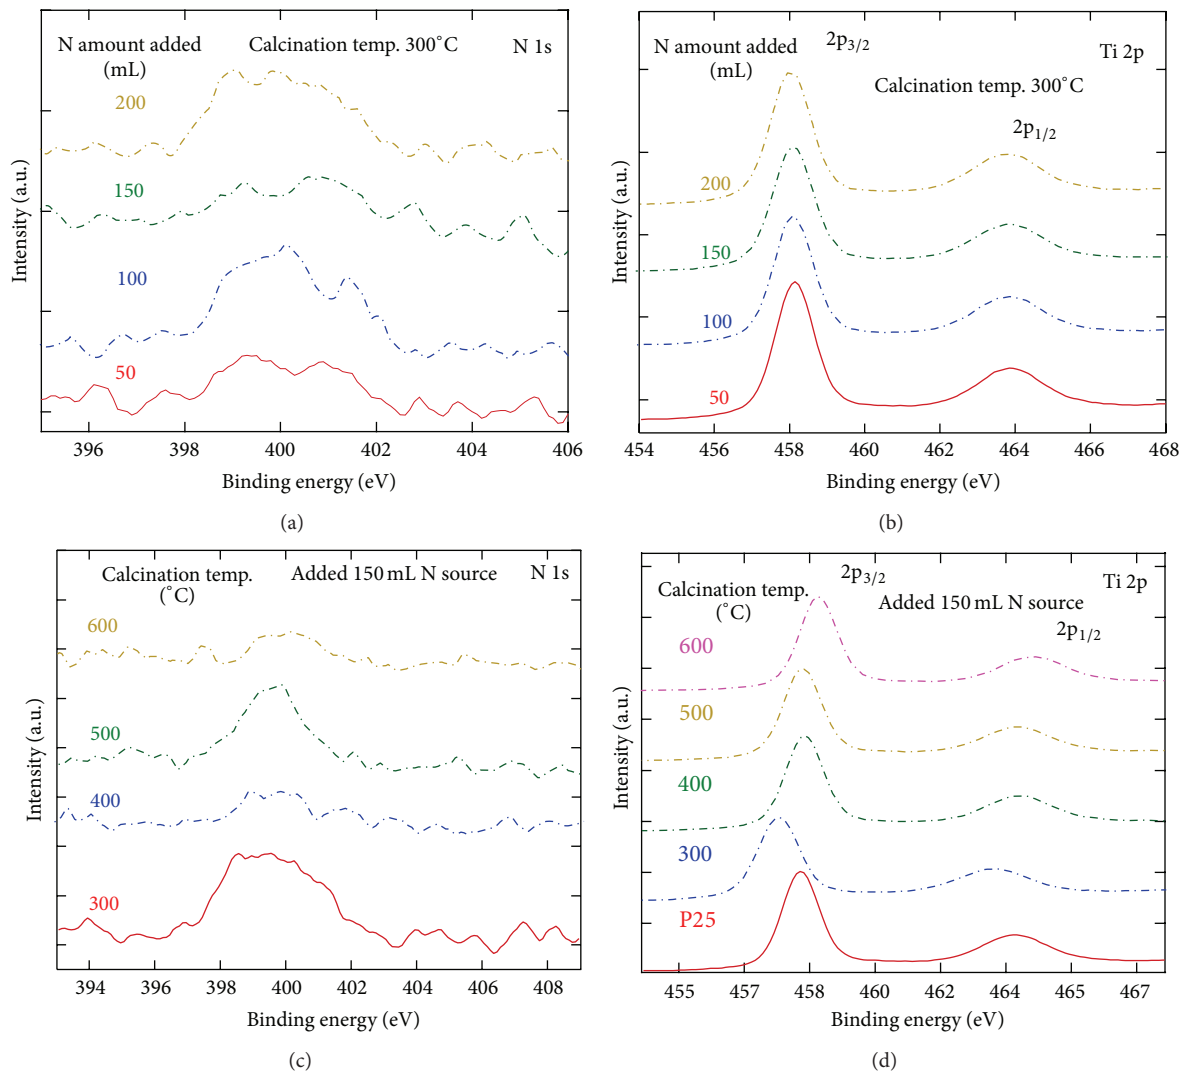 N amount added
(mL)
Calcination temp. 300°C
N 1s
200
150
100
50
Intensity (a.u.)
396 398 400 402 404 406
Binding energy (eV)
(a)
N amount added
(mL)
2p3/2
Ti 2p
Calcination temp. 300°C
2p1/2
200
150
100
50
Intensity (a.u.)
454 456 458 460 462 464 466 468
Binding energy (eV)
(b)
Calcination temp.
(°C)
Added 150 mL N source
N 1s
600
500
400
300
Intensity (a.u.)
394 396 398 400 402 404 406 408
Binding energy (eV)
(c)
Calcination temp.
(°C)
2p3/2
Ti 2p
Added 150 mL N source
2p1/2
600
500
400
300
P25
Intensity (a.u.)
455 457 458 460 462 464 465 467
Binding energy (eV)
(d)